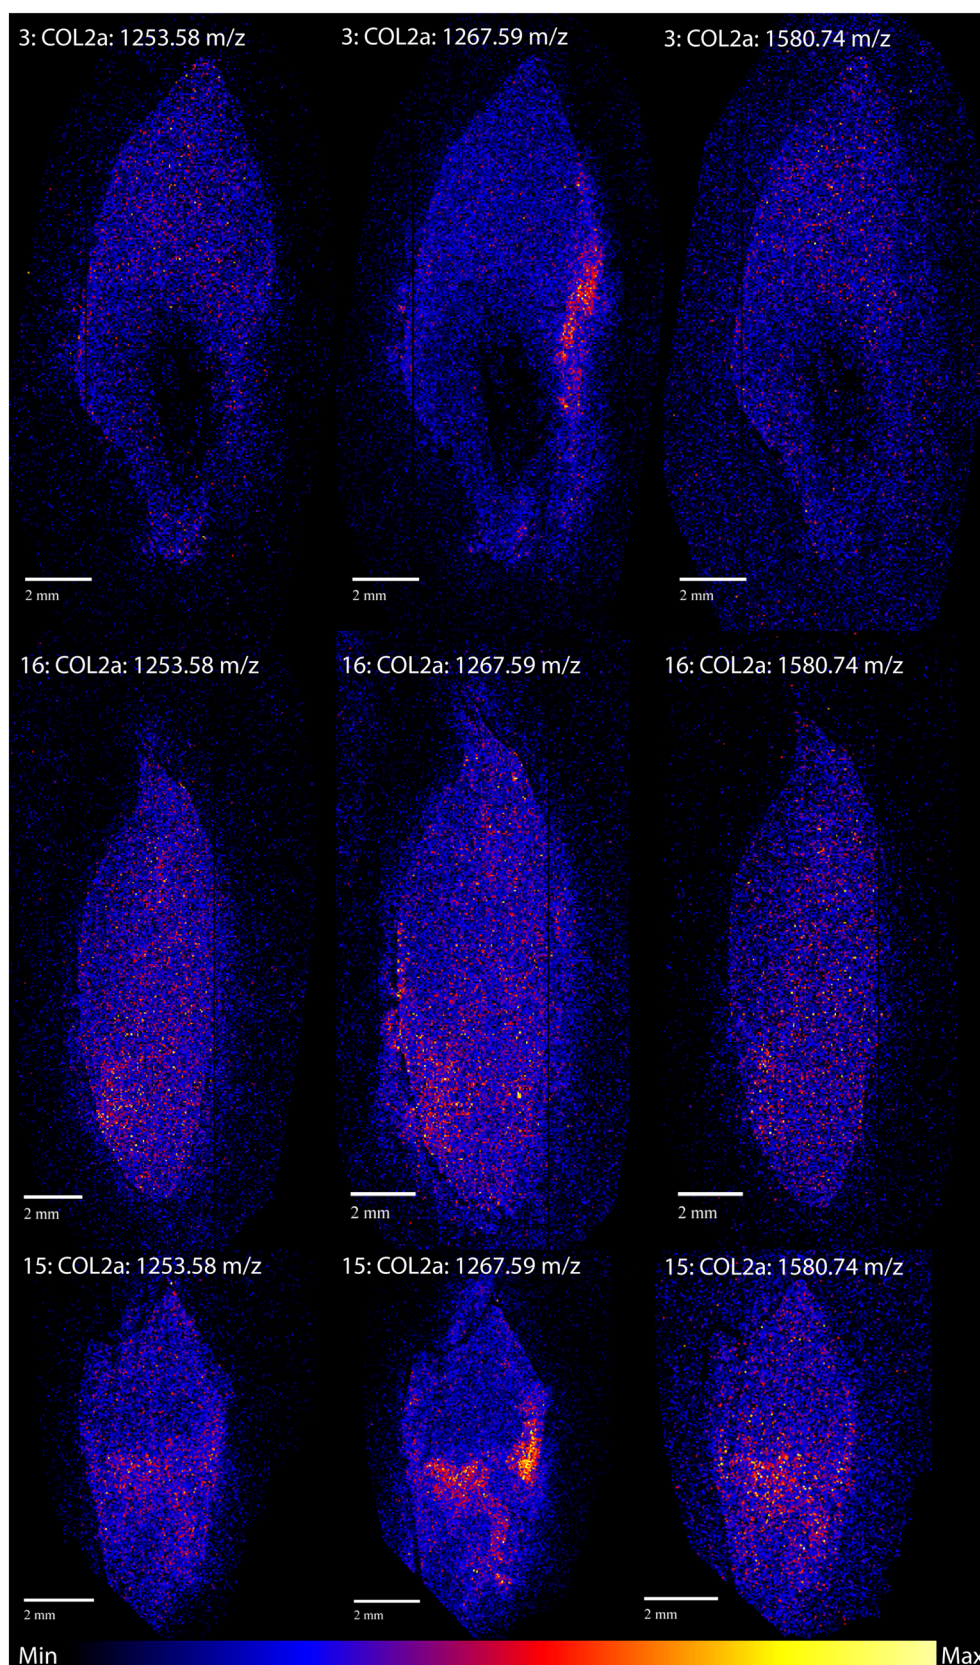 3: COL2a: 1253.58 m/z
3: COL2a: 1267.59 m/z
3: COL2a: 1580.74 m/z
2 mm
2 mm
2 mm
16: COL2a: 1253.58 m/z
16: COL2a: 1267.59 m/z
16: COL2a: 1580.74 m/z
2 mm
2 mm
2 mm
15: COL2a: 1253.58 m/z
15: COL2a: 1267.59 m/z
15: COL2a: 1580.74 m/z
2 mm
2 mm
2 mm
Min
Max